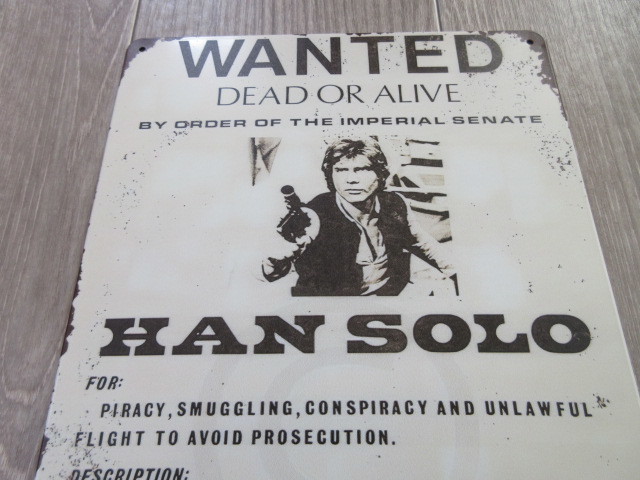 WANTED
DEAD OR ALIVE
BY ORDER OF THE IMPERIAL SENATE
HAN SOLO
FOR:
PIRACY, SMUGGLING, CONSPIRACY AND UNLAWFUL
FLIGHT TO AVOID PROSECUTION.
DESCRIPTION: